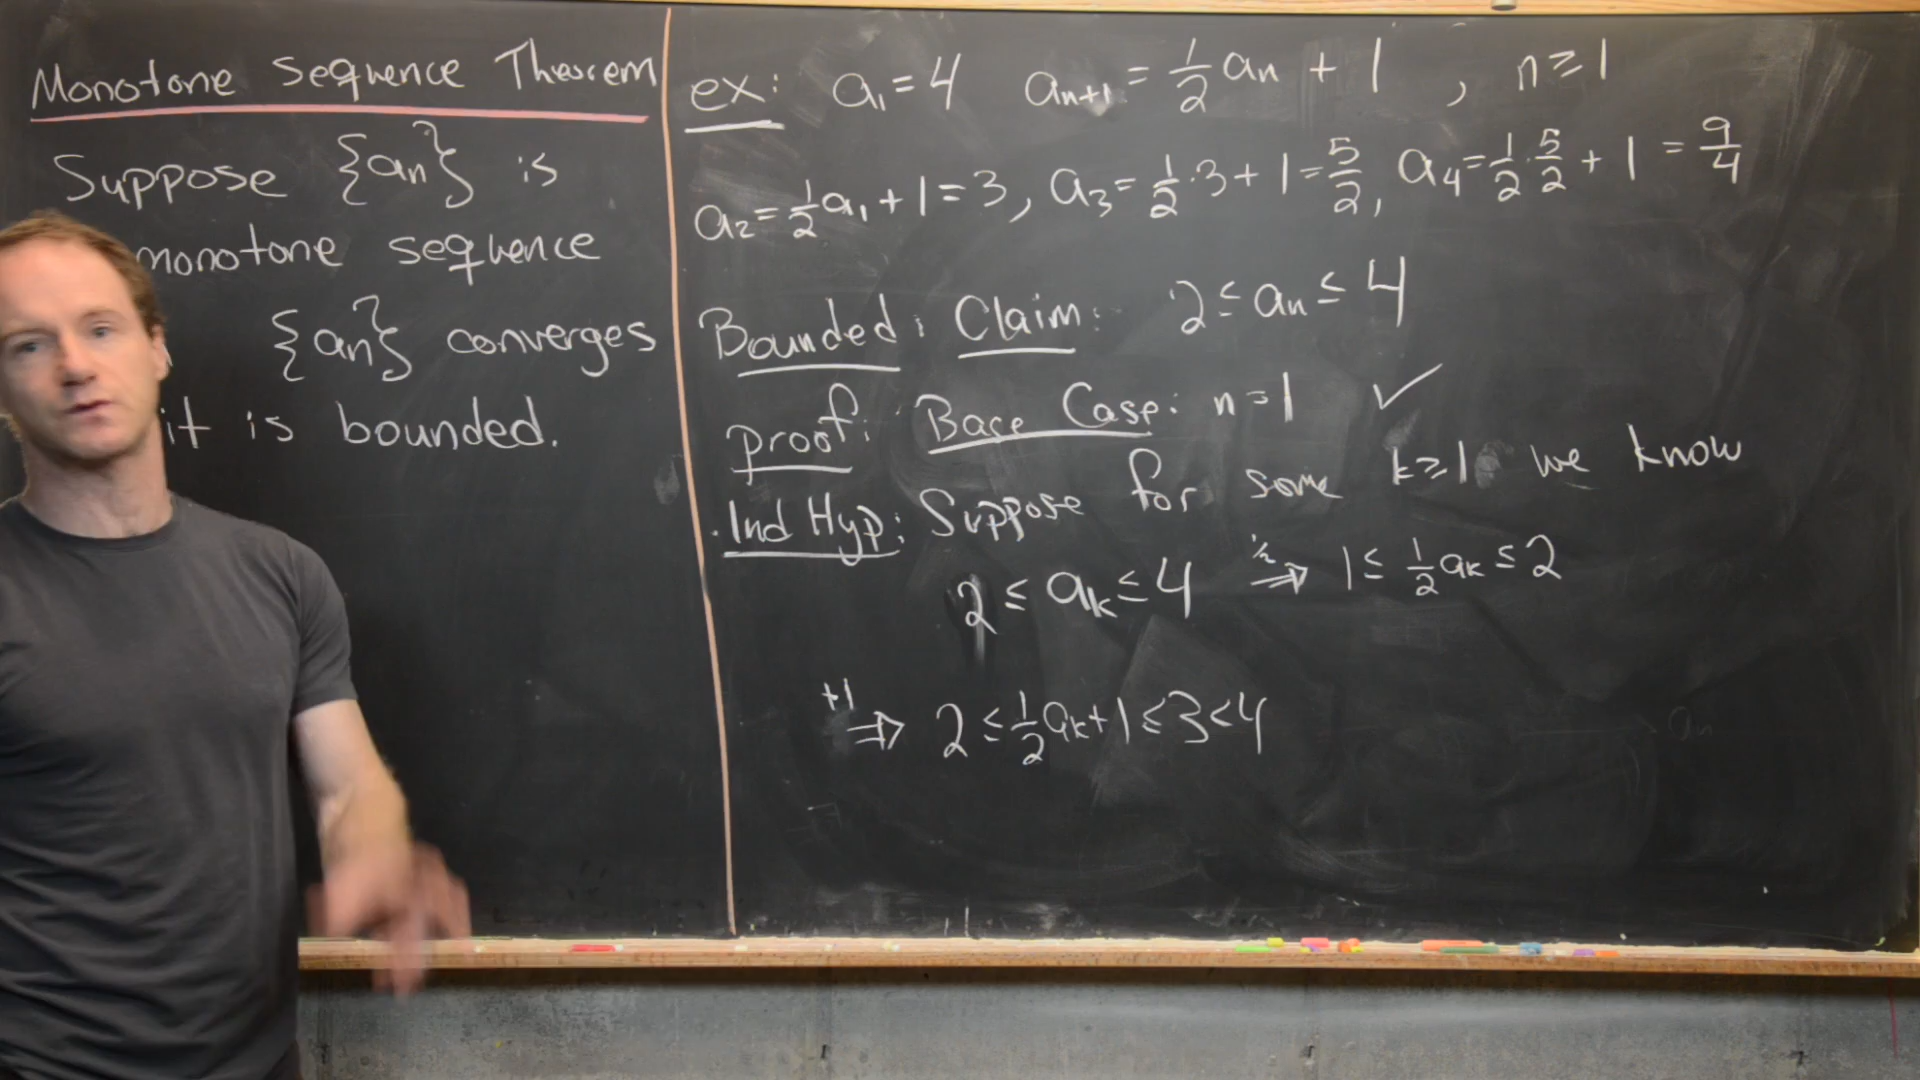 Monotone Sequence Theorem
Suppose {an} is
monotone sequence
{an} converges
it is bounded.
ex: a₁ = 4 aₙ₊₁ = 1/2 aₙ + 1 , n ≥ 1
a₂ = 1/2 a₁ + 1 = 3, a₃ = 1/2 · 3 + 1 = 5/2, a₄ = 1/2 · 5/2 + 1 = 9/4
Bounded: Claim: 2 ≤ aₙ ≤ 4
proof: Base Case: n = 1 ✓
Ind Hyp: Suppose for some k ≥ 1 we know
2 ≤ aₖ ≤ 4 ½⇒ 1 ≤ 1/2 aₖ ≤ 2
+1⇒ 2 ≤ 1/2 aₖ + 1 ≤ 3 < 4